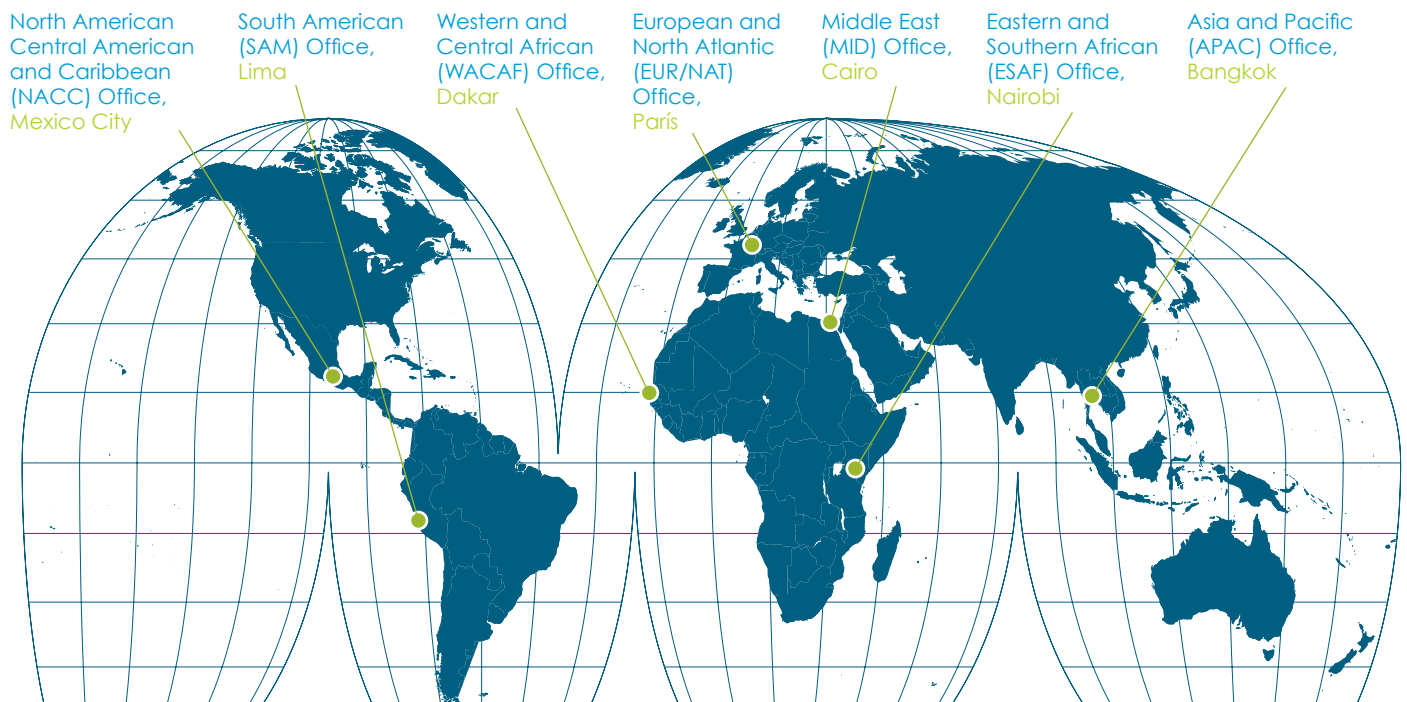 North American
Central American
and Caribbean
(NACC) Office,
Mexico City
South American
(SAM) Office,
Lima
Western and
Central African
(WACAF) Office,
Dakar
European and
North Atlantic
(EUR/NAT)
Office,
París
Middle East
(MID) Office,
Cairo
Eastern and
Southern African
(ESAF) Office,
Nairobi
Asia and Pacific
(APAC) Office,
Bangkok